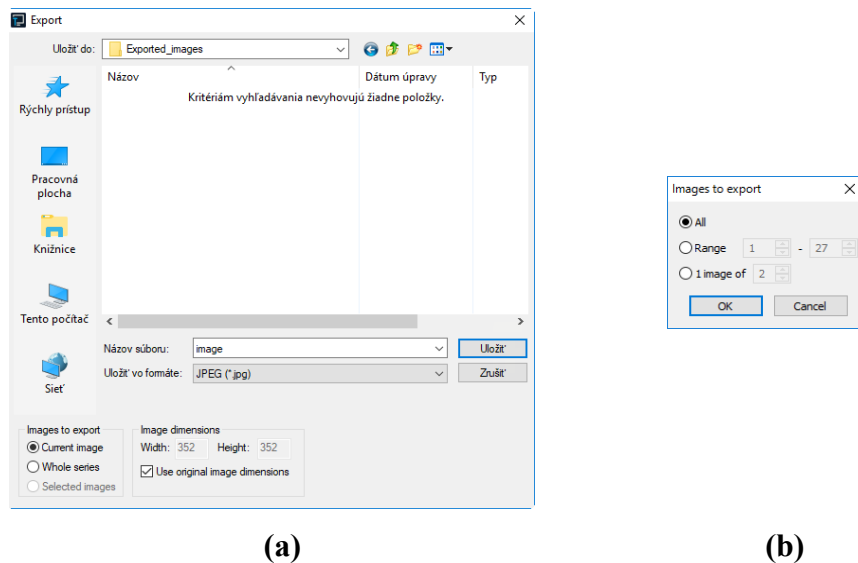 Export
Uložiť do: Exported_images
Názov Dátum úpravy Typ
Kritériám vyhľadávania nevyhovujú žiadne položky.
Rýchly prístup
Pracovná
plocha
Knižnice
Tento počítač
Sieť
Názov súboru: image Uložiť
Uložiť vo formáte: JPEG (*.jpg) Zrušiť
Images to export
Current image
Whole series
Selected images
Image dimensions
Width: 352 Height: 352
Use original image dimensions
(a)
Images to export
All
Range 1 - 27
1 image of 2
OK Cancel
(b)